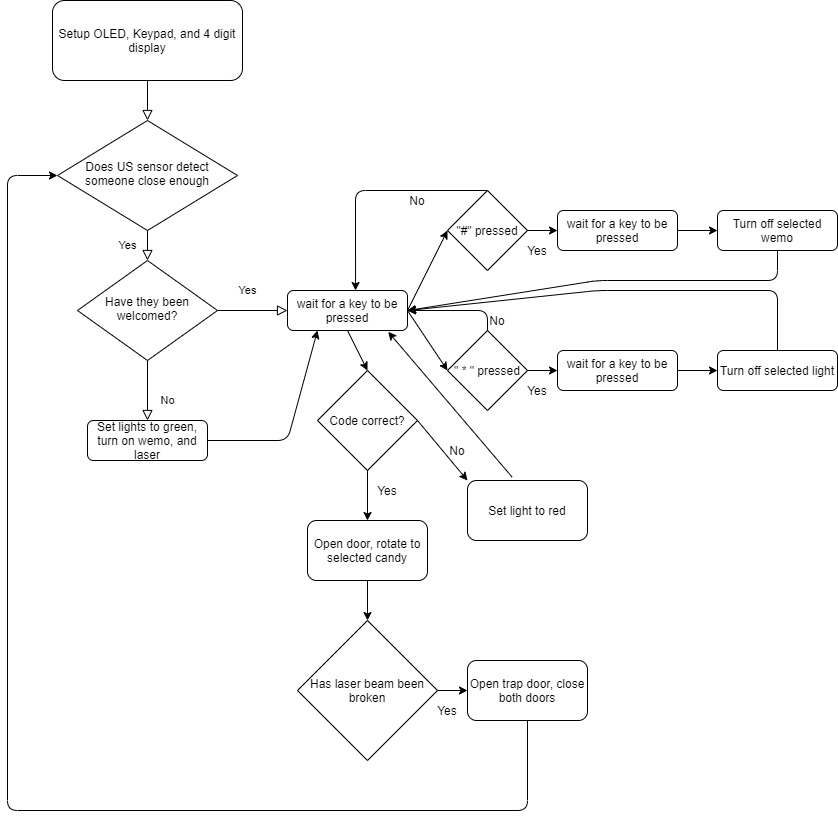 Setup OLED, Keypad, and 4 digit
display
Does US sensor detect
someone close enough
Yes
Have they been
welcomed?
Yes
No
Set lights to green,
turn on wemo, and
laser
wait for a key to be
pressed
No
"#" pressed
Yes
wait for a key to be
pressed
Turn off selected
wemo
No
" * " pressed
Yes
wait for a key to be
pressed
Turn off selected light
Code correct?
No
Yes
Set light to red
Open door, rotate to
selected candy
Has laser beam been
broken
Yes
Open trap door, close
both doors